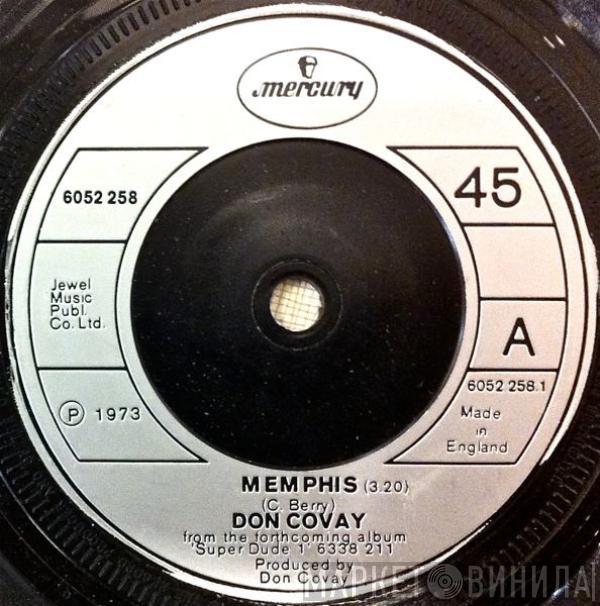 mercury
6052 258
45
Jewel
Music
Publ.
Co. Ltd.
A
6052 258.1
Ⓟ 1973
Made
in
England
MEMPHIS (3.20)
(C. Berry)
DON COVAY
from the forthcoming album
'Super Dude 1' 6338 211
Produced by
Don Covay
МАРКЕТ ВИНИЛА